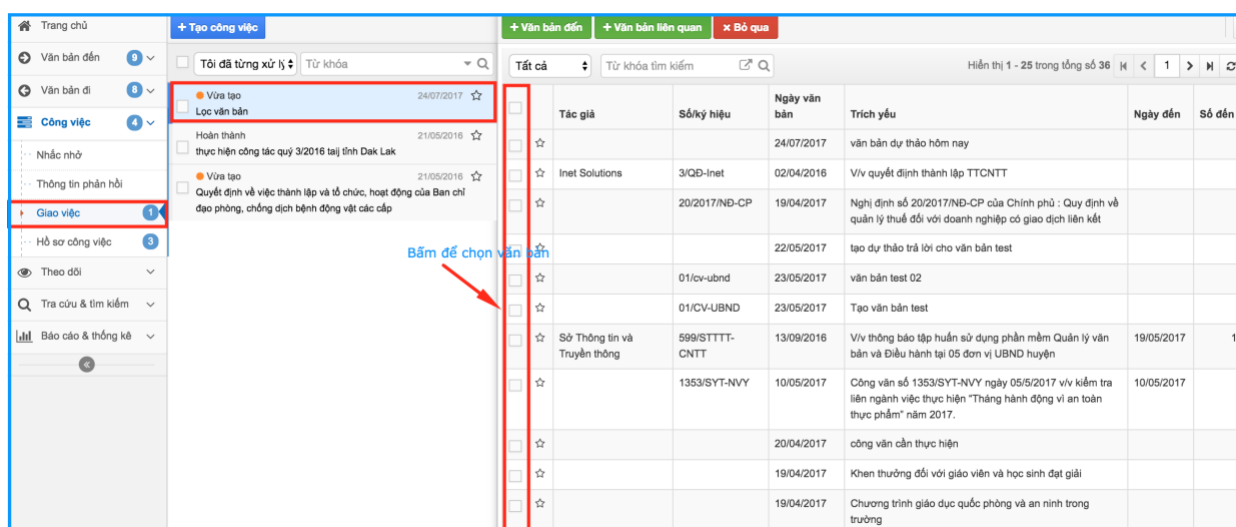 Trang chủ
Văn bản đến 9
Văn bản đi 8
Công việc 4
Nhắc nhở
Thông tin phản hồi
Giao việc 1
Hồ sơ công việc 3
Theo dõi
Tra cứu & tìm kiếm
Báo cáo & thống kê
+ Tạo công việc
Tôi đã từng xử lý Từ khóa
Vừa tạo 24/07/2017
Lọc văn bản
Hoàn thành 21/05/2016
thực hiện công tác quý 3/2016 taij tỉnh Dak Lak
Vừa tạo 21/05/2016
Quyết định về việc thành lập và tổ chức, hoạt động của Ban chỉ
đạo phòng, chống dịch bệnh động vật các cấp
Bấm để chọn văn bản
+ Văn bản đến + Văn bản liên quan × Bỏ qua
Tất cả Từ khóa tìm kiếm Hiển thị 1 - 25 trong tổng số 36 1
Tác giả Số/ký hiệu Ngày văn bản Trích yếu Ngày đến Số đến
24/07/2017 văn bản dự thảo hôm nay
Inet Solutions 3/QĐ-Inet 02/04/2016 V/v quyết định thành lập TTCNTT
20/2017/NĐ-CP 19/04/2017 Nghị định số 20/2017/NĐ-CP của Chính phủ : Quy định về
quản lý thuế đối với doanh nghiệp có giao dịch liên kết
22/05/2017 tạo dự thảo trả lời cho văn bản test
01/cv-ubnd 23/05/2017 văn bản test 02
01/CV-UBND 23/05/2017 Tạo văn bản test
Sở Thông tin và 599/STTTT- 13/09/2016 V/v thông báo tập huấn sử dụng phần mềm Quản lý văn 19/05/2017 1
Truyền thông CNTT bản và Điều hành tại 05 đơn vị UBND huyện
1353/SYT-NVY 10/05/2017 Công văn số 1353/SYT-NVY ngày 05/5/2017 v/v kiểm tra 10/05/2017
liên ngành việc thực hiện "Tháng hành động vì an toàn
thực phẩm" năm 2017.
20/04/2017 công văn cần thực hiện
19/04/2017 Khen thưởng đối với giáo viên và học sinh đạt giải
19/04/2017 Chương trình giáo dục quốc phòng và an ninh trong
trường